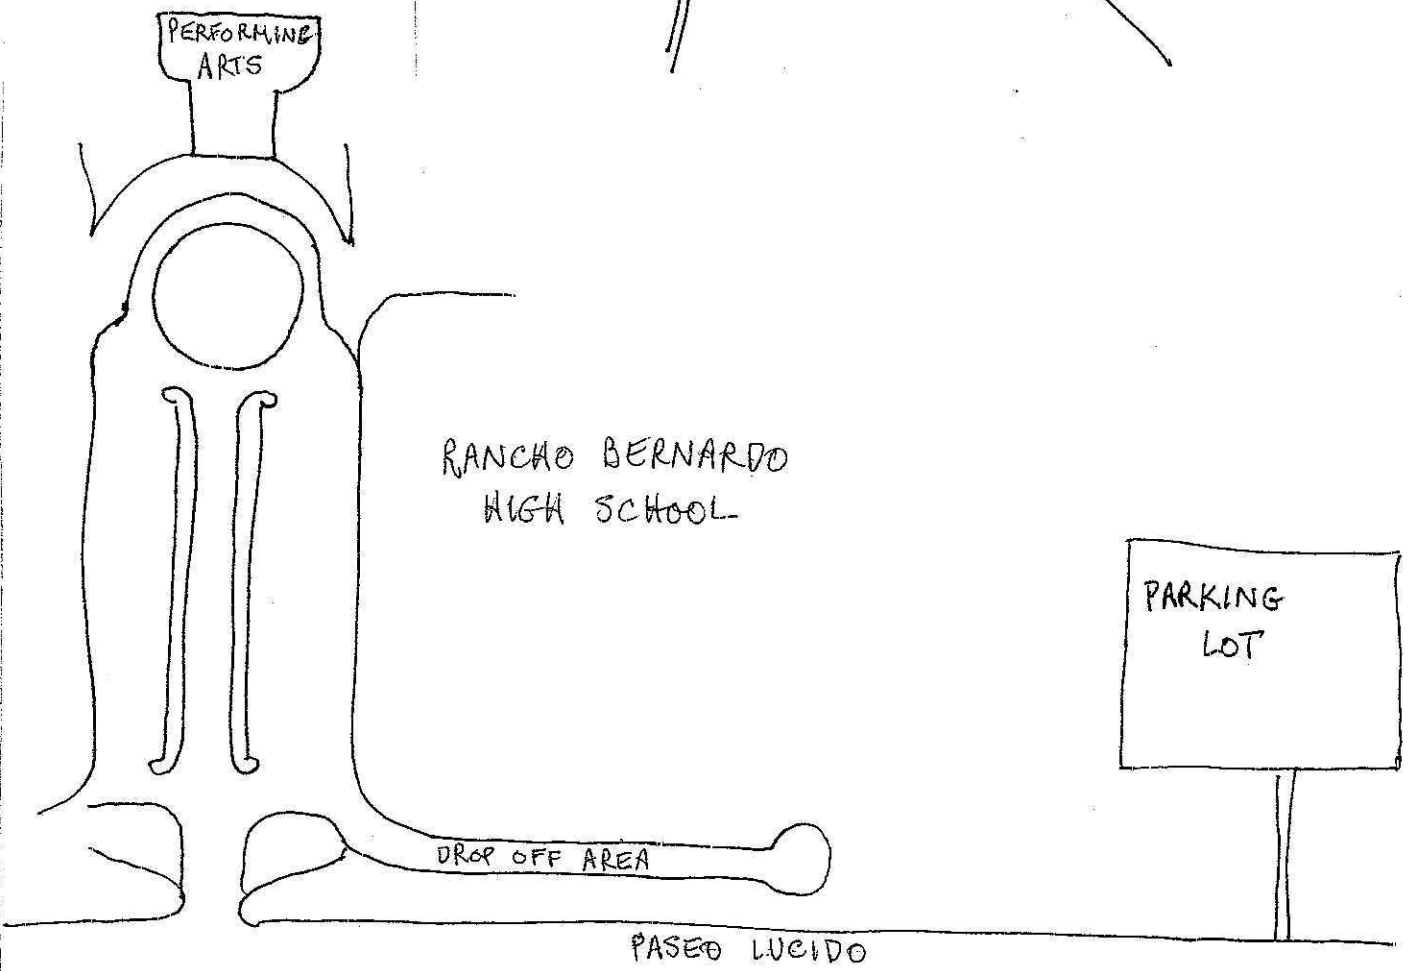 PERFORMING
ARTS
RANCHO BERNARDO
HIGH SCHOOL
PARKING
LOT
DROP OFF AREA
PASEO LUCIDO